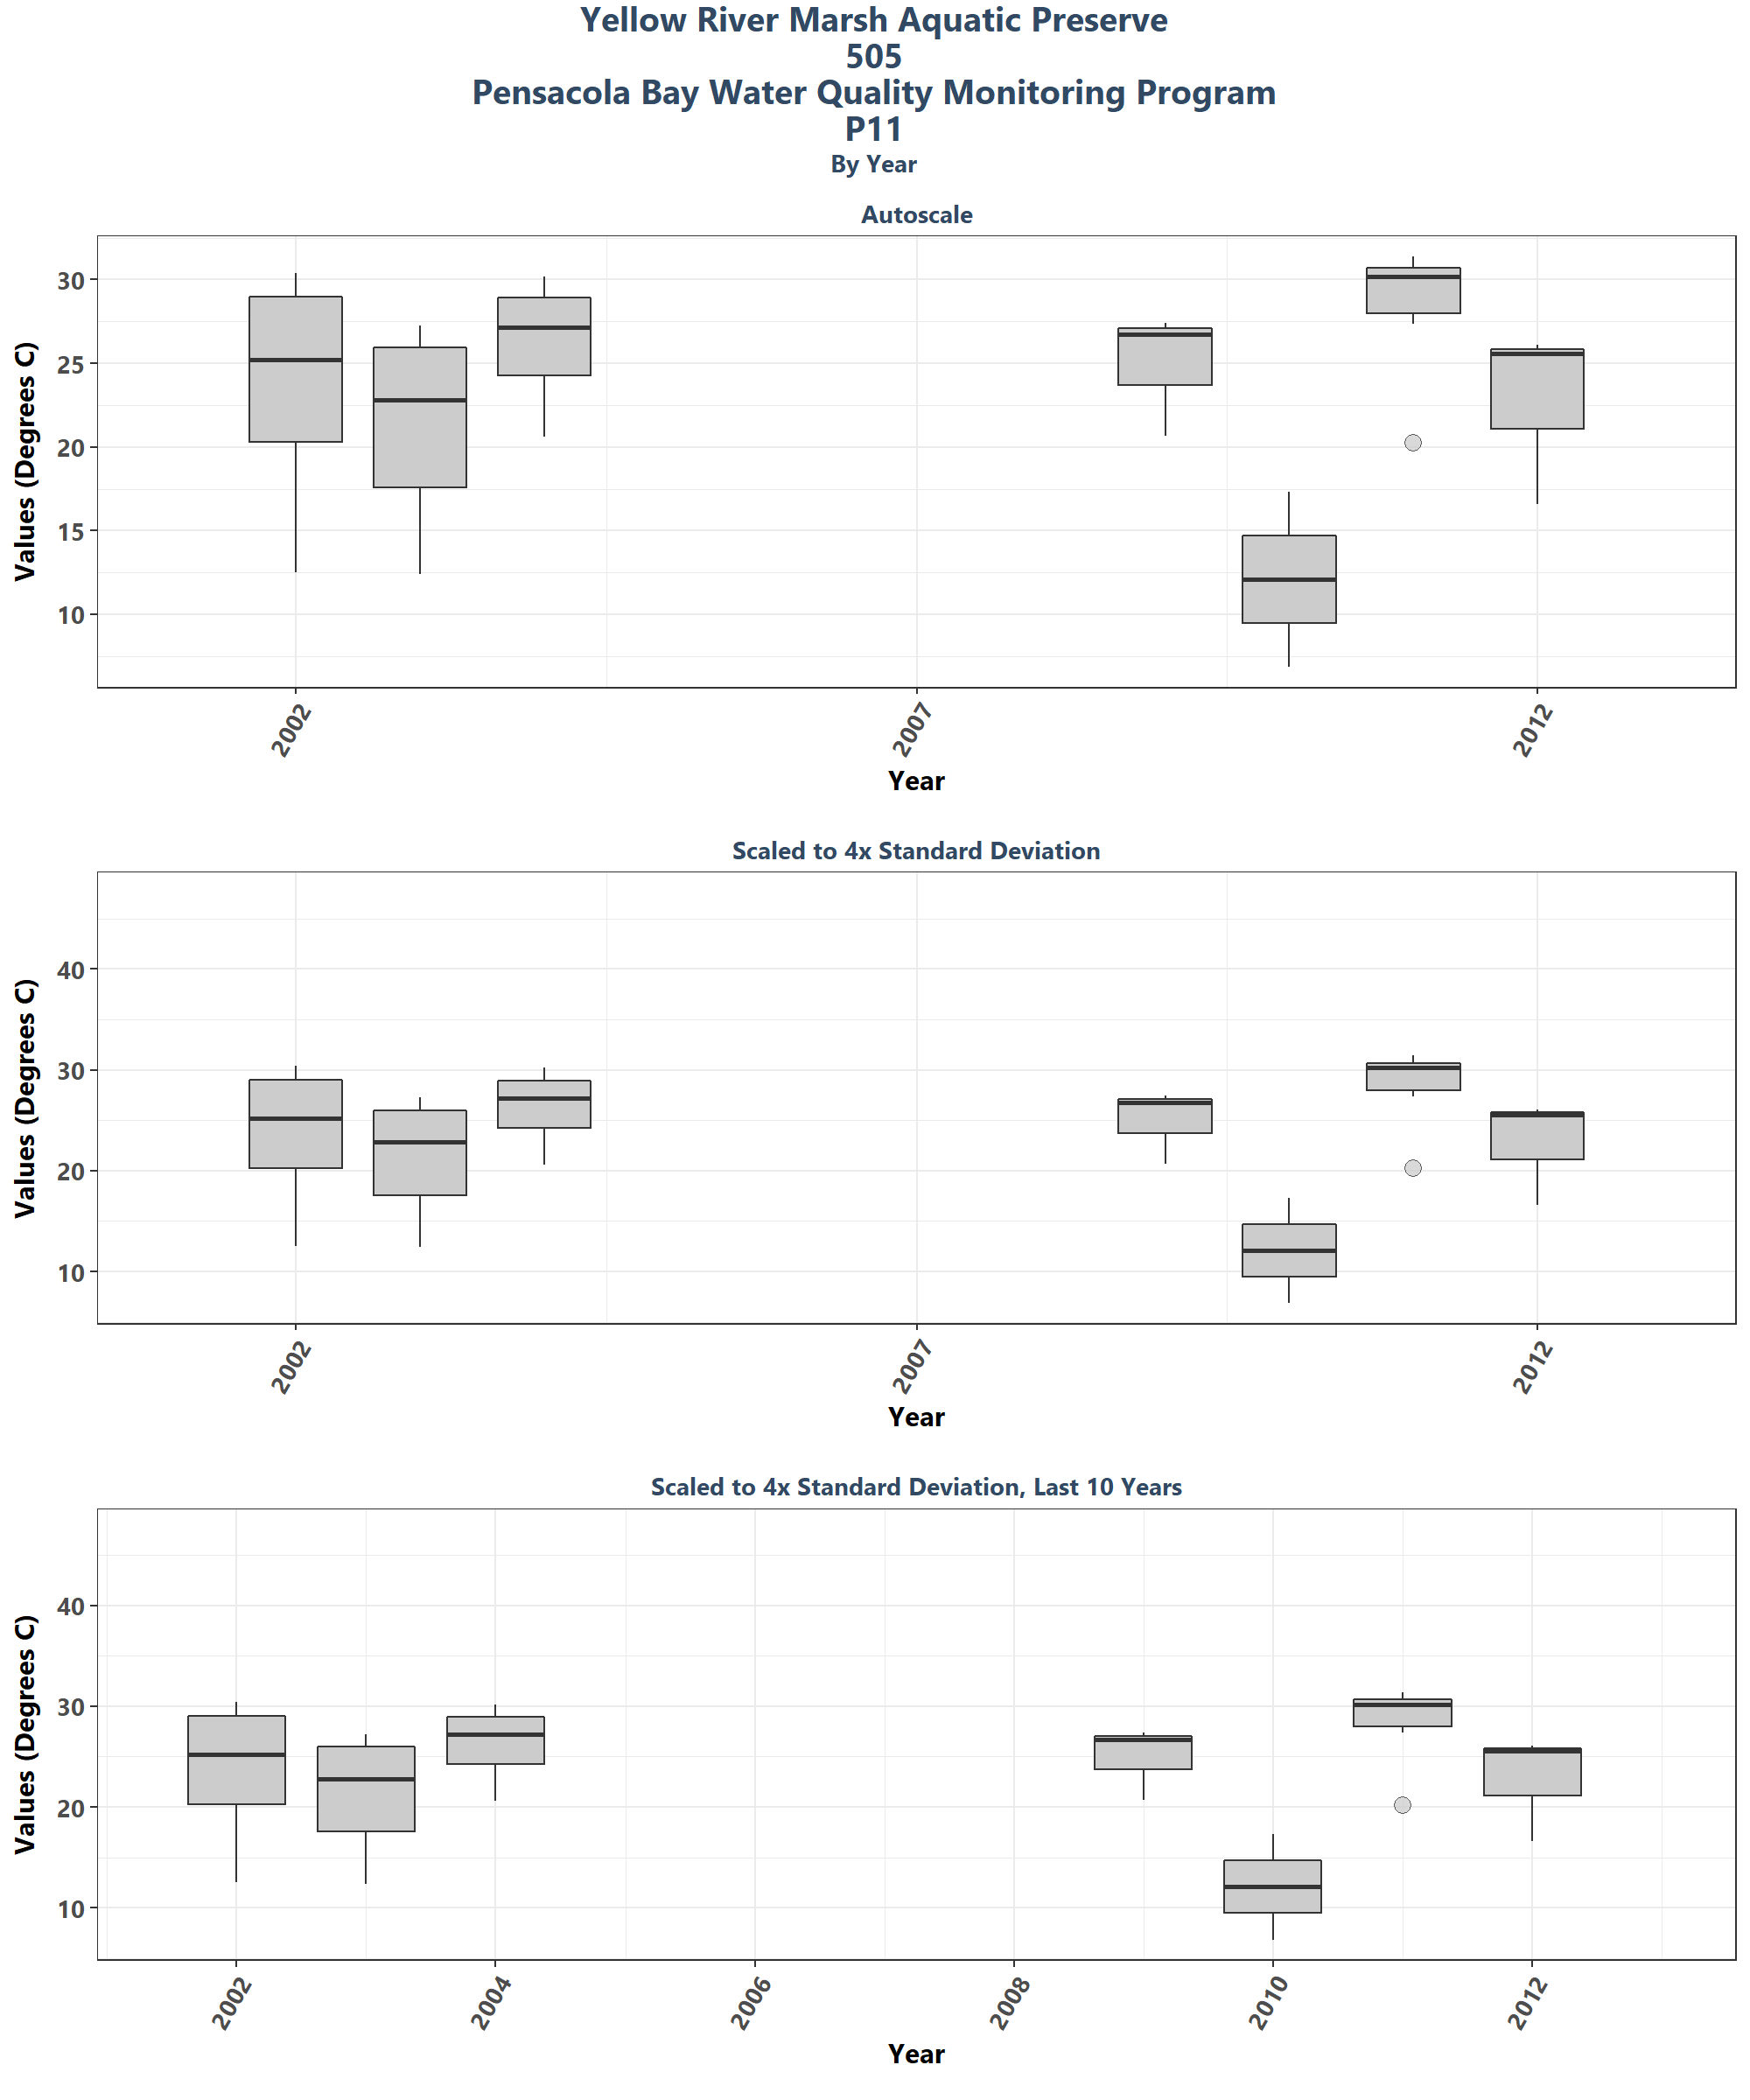 Yellow River Marsh Aquatic Preserve
505
Pensacola Bay Water Quality Monitoring Program
P11
By Year
Autoscale
Values (Degrees C)
30
25
20
15
10
2002
2007
2012
Year
Scaled to 4x Standard Deviation
Values (Degrees C)
40
30
20
10
2002
2007
2012
Year
Scaled to 4x Standard Deviation, Last 10 Years
Values (Degrees C)
40
30
20
10
2002
2004
2006
2008
2010
2012
Year